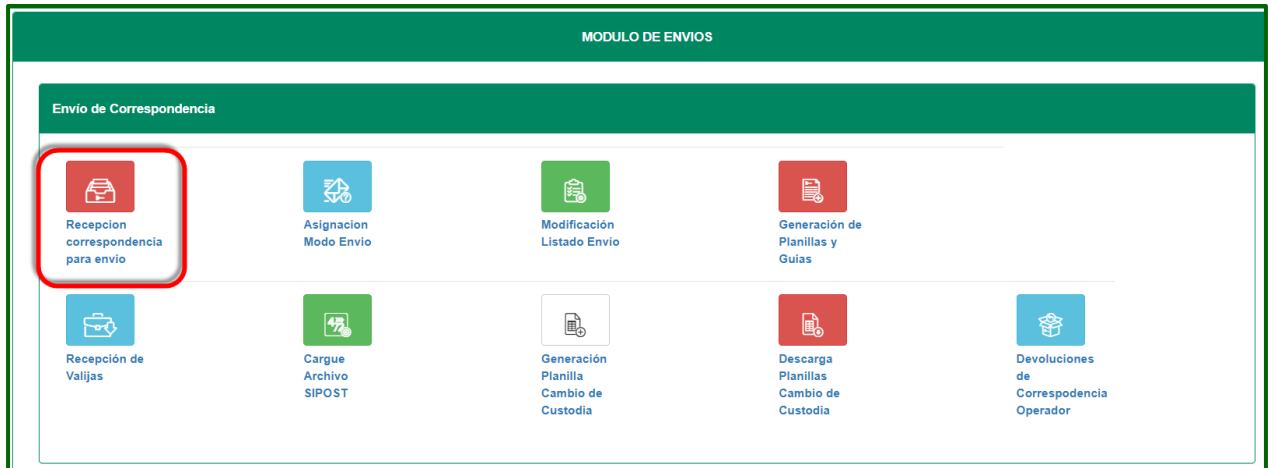 MODULO DE ENVIOS
Envío de Correspondencia
Recepcion
correspondencia
para envio
Asignacion
Modo Envio
Modificación
Listado Envio
Generación de
Planillas y
Guias
Recepción de
Valijas
Cargue
Archivo
SIPOST
Generación
Planilla
Cambio de
Custodia
Descarga
Planillas
Cambio de
Custodia
Devoluciones
de
Correspodencia
Operador